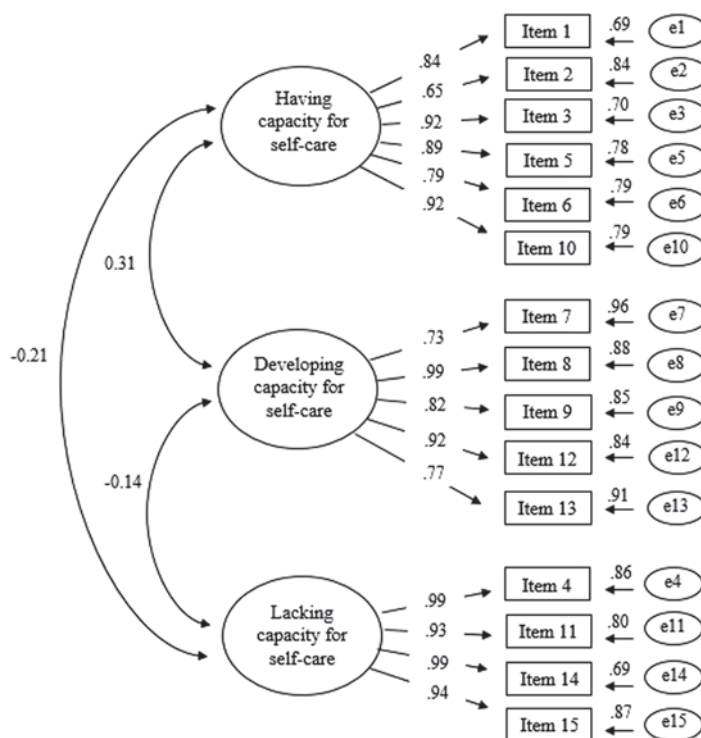 Item 1
.69
e1
.84
Item 2
.84
e2
.65
Having
capacity for
self-care
Item 3
.70
e3
.92
Item 5
.78
e5
.89
Item 6
.79
e6
.79
Item 10
.79
e10
.92
0.31
-0.21
Item 7
.96
e7
.73
Developing
capacity for
self-care
Item 8
.88
e8
.99
Item 9
.85
e9
.82
Item 12
.84
e12
.92
Item 13
.91
e13
.77
-0.14
Item 4
.86
e4
.99
Lacking
capacity for
self-care
Item 11
.80
e11
.93
Item 14
.69
e14
.99
Item 15
.87
e15
.94